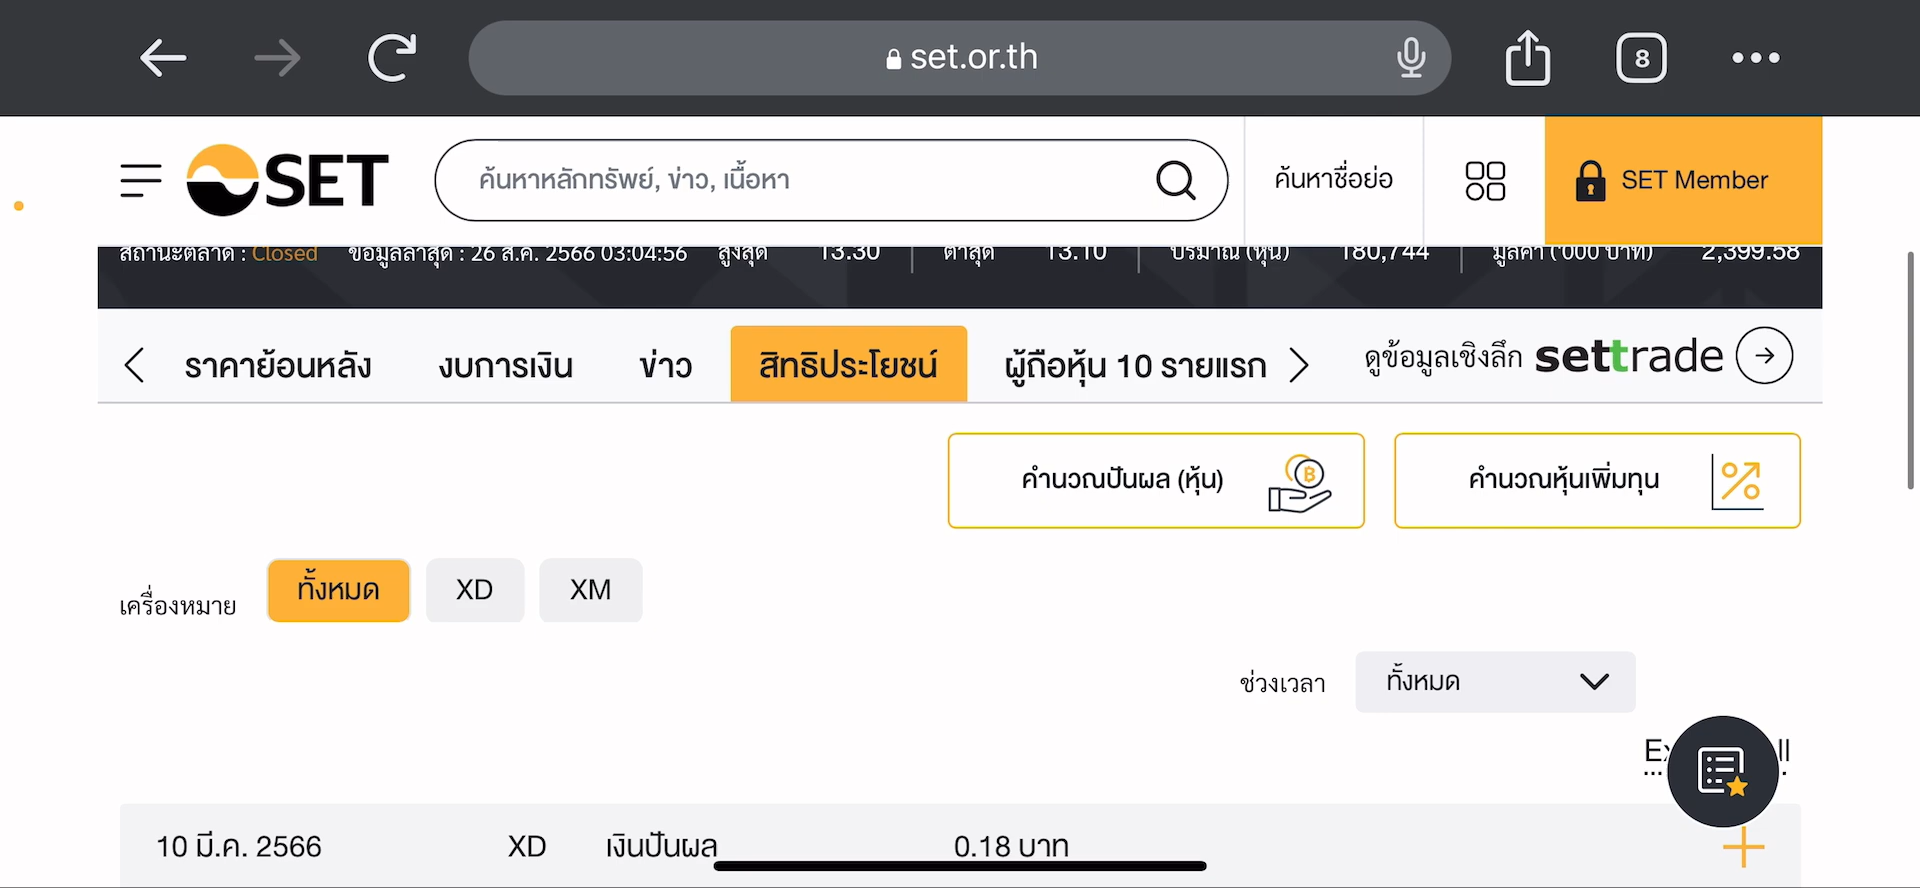 set.or.th
8
SET
ค้นหาหลักทรัพย์, ข่าว, เนื้อหา
ค้นหาชื่อย่อ
SET Member
สถานะตลาด : Closed ข้อมูลล่าสุด : 26 ส.ค. 2566 03:04:56 สูงสุด 13.30 ต่ำสุด 13.10 ปริมาณ (หุ้น) 180,744 มูลค่า ('000 บาท) 2,399.58
ราคาย้อนหลัง งบการเงิน ข่าว สิทธิประโยชน์ ผู้ถือหุ้น 10 รายแรก ดูข้อมูลเชิงลึก settrade
คำนวณปันผล (หุ้น) คำนวณหุ้นเพิ่มทุน
เครื่องหมาย ทั้งหมด XD XM
ช่วงเวลา ทั้งหมด
10 มี.ค. 2566 XD เงินปันผล 0.18 บาท